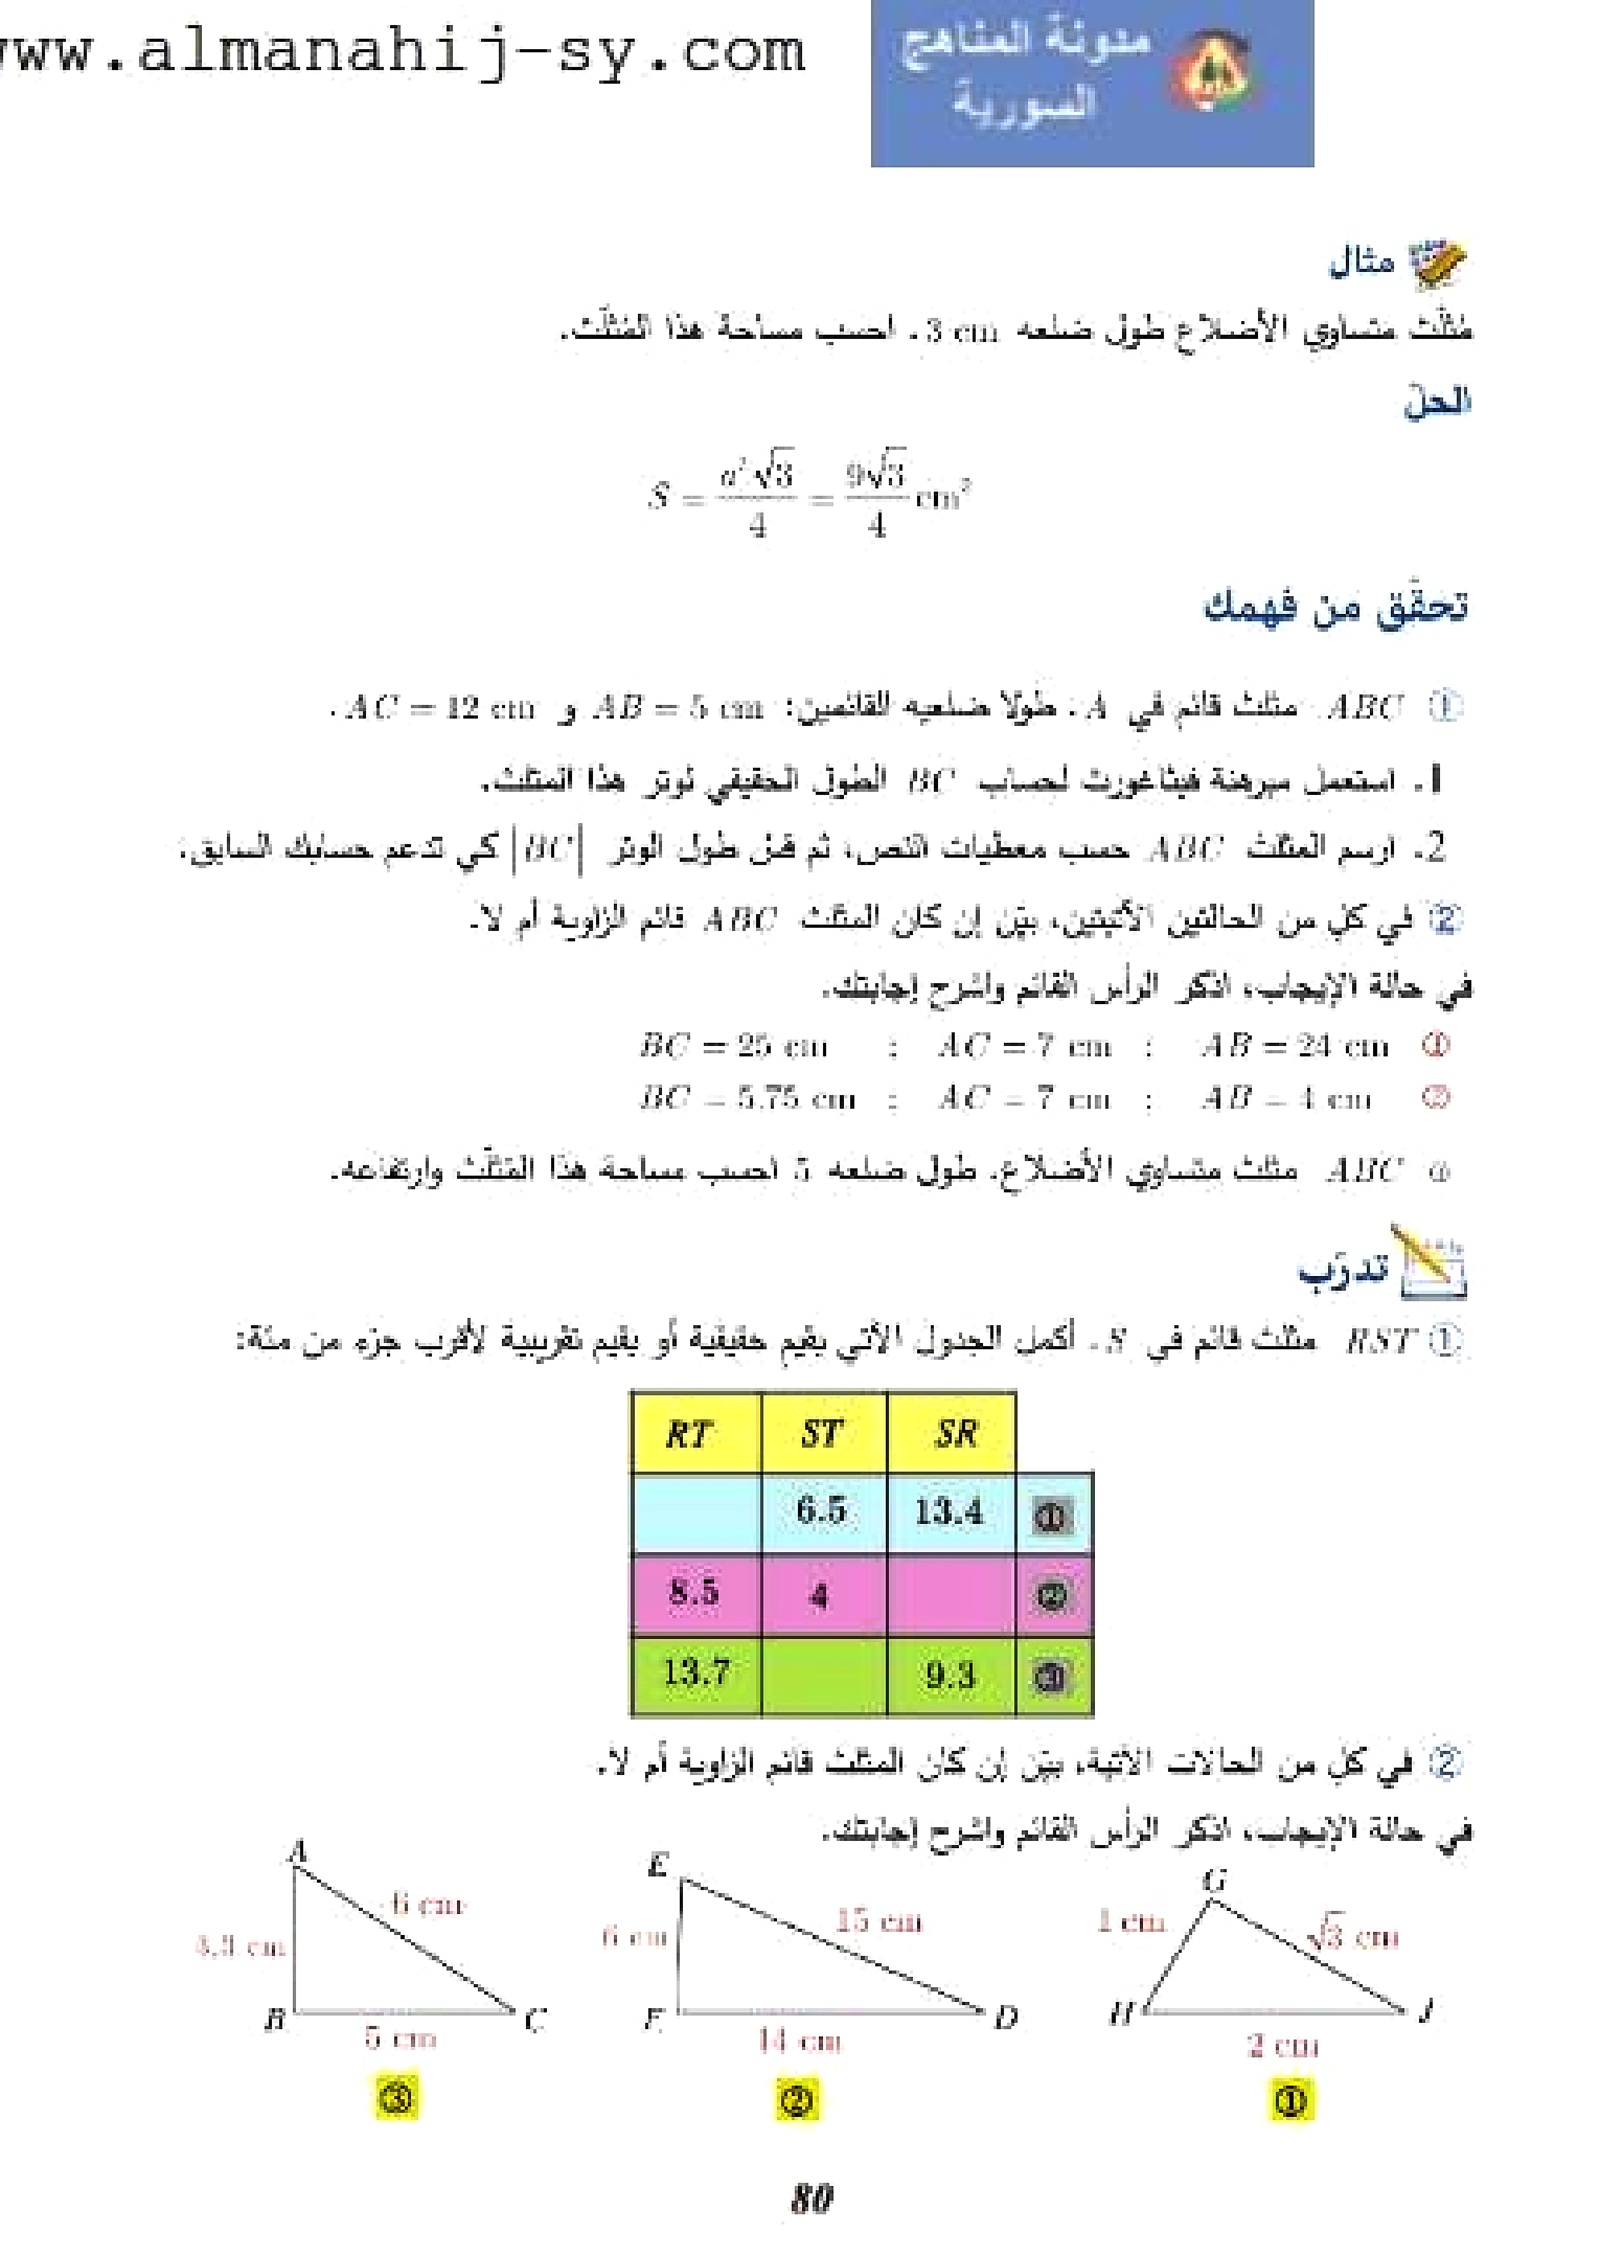 www.almanahij-sy.com
مدونة المناهج
السورية
مثال
مُثلّث متساوي الأضلاع طول ضلعه 3 cm. احسب مساحة هذا المُثلّث.
الحلّ
S = a²√3/4 = 9√3/4 cm²
تحقّق من فهمك
① ABC مثلث قائم في A. طولا ضلعيه القائمين: AB = 5 cm و AC = 12 cm.
1. استعمل مبرهنة فيثاغورث لحساب BC الطول الحقيقي لوتر هذا المثلث.
2. ارسم المثلث ABC حسب معطيات النص، ثم قس طول الوتر |BC| كي تدعم حسابك السابق.
② في كلٍ من الحالتين الآتيتين، بيّن إن كان المثلث ABC قائم الزاوية أم لا.
في حالة الإيجاب، اذكر الرأس القائم واشرح إجابتك.
① AB = 24 cm : AC = 7 cm : BC = 25 cm
② AB = 4 cm : AC = 7 cm : BC = 5.75 cm
ABC مثلث متساوي الأضلاع. طول ضلعه 5 احسب مساحة هذا المُثلّث وارتفاعه.
تدرّب
① RST مثلث قائم في S. أكمل الجدول الآتي بقيم حقيقية أو بقيم تقريبية لأقرب جزء من مئة:
SR ST RT
① 13.4 6.5
② 4 8.5
③ 9.3 13.7
② في كلٍ من الحالات الآتية، بيّن إن كان المثلث قائم الزاوية أم لا.
في حالة الإيجاب، اذكر الرأس القائم واشرح إجابتك.
G
1 cm
√3 cm
H
2 cm
①
E
6 cm
15 cm
D
14 cm
②
A
6 cm
B
C
5 cm
③
80